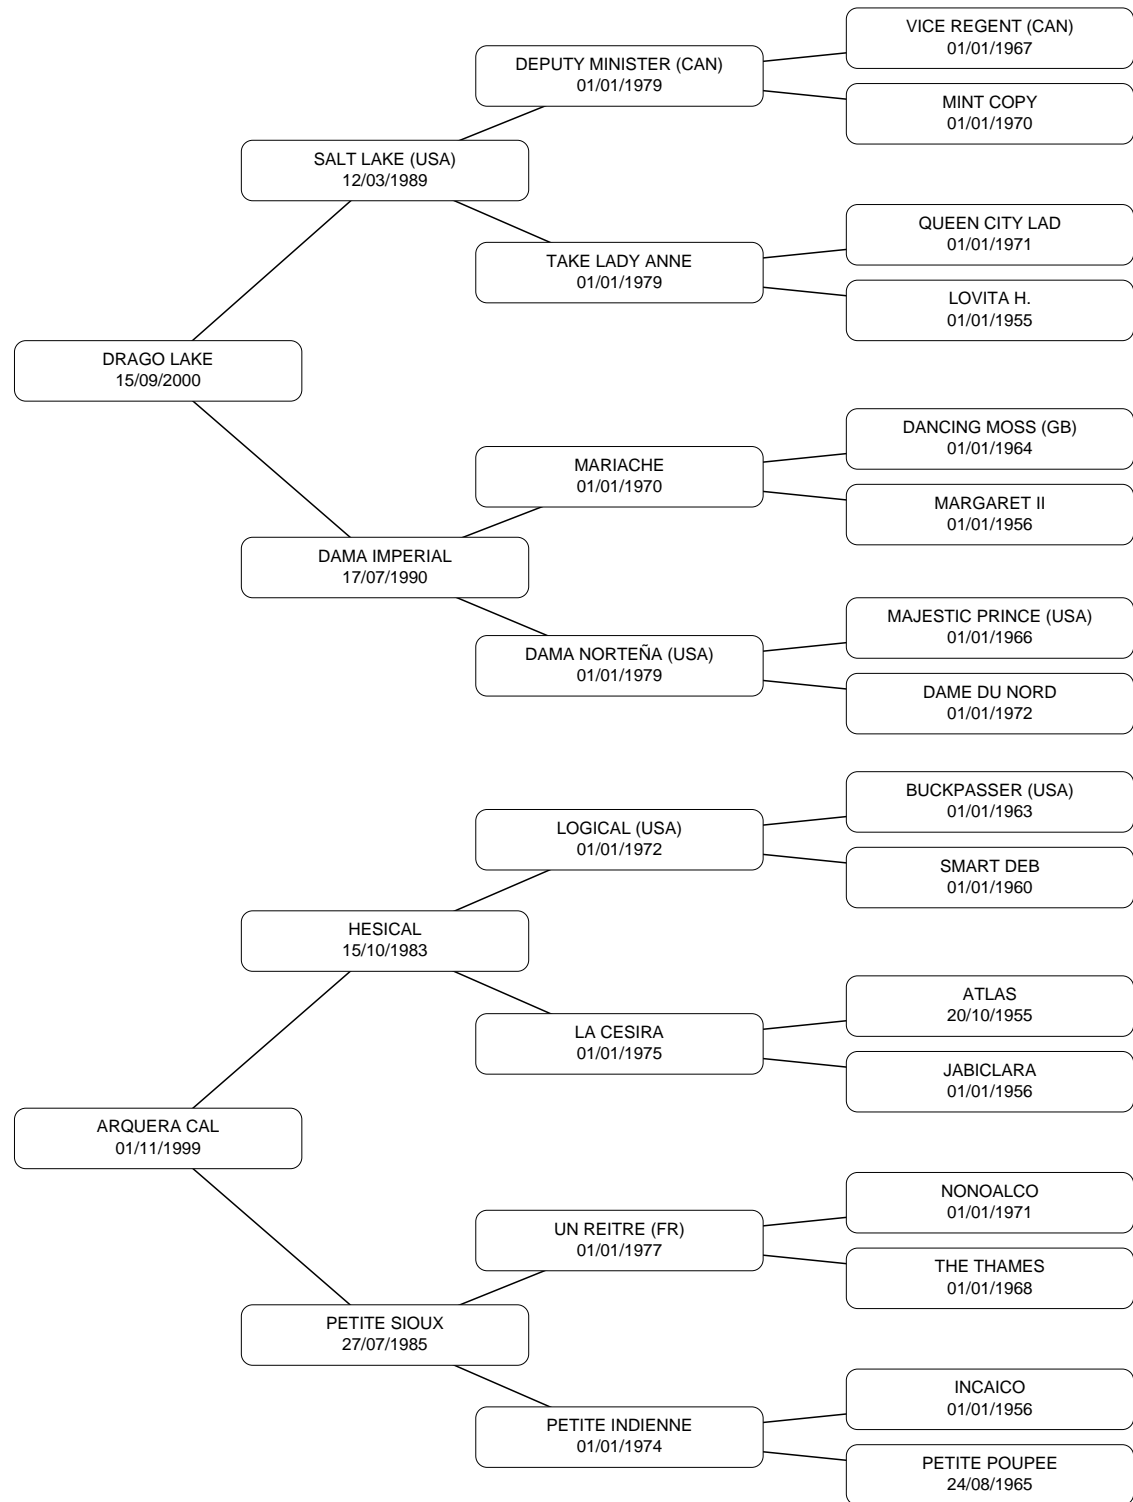 VICE REGENT (CAN)
01/01/1967
DEPUTY MINISTER (CAN)
01/01/1979
MINT COPY
01/01/1970
SALT LAKE (USA)
12/03/1989
QUEEN CITY LAD
01/01/1971
TAKE LADY ANNE
01/01/1979
LOVITA H.
01/01/1955
DRAGO LAKE
15/09/2000
DANCING MOSS (GB)
01/01/1964
MARIACHE
01/01/1970
MARGARET II
01/01/1956
DAMA IMPERIAL
17/07/1990
MAJESTIC PRINCE (USA)
01/01/1966
DAMA NORTEÑA (USA)
01/01/1979
DAME DU NORD
01/01/1972
BUCKPASSER (USA)
01/01/1963
LOGICAL (USA)
01/01/1972
SMART DEB
01/01/1960
HESICAL
15/10/1983
ATLAS
20/10/1955
LA CESIRA
01/01/1975
JABICLARA
01/01/1956
ARQUERA CAL
01/11/1999
NONOALCO
01/01/1971
UN REITRE (FR)
01/01/1977
THE THAMES
01/01/1968
PETITE SIOUX
27/07/1985
INCAICO
01/01/1956
PETITE INDIENNE
01/01/1974
PETITE POUPEE
24/08/1965